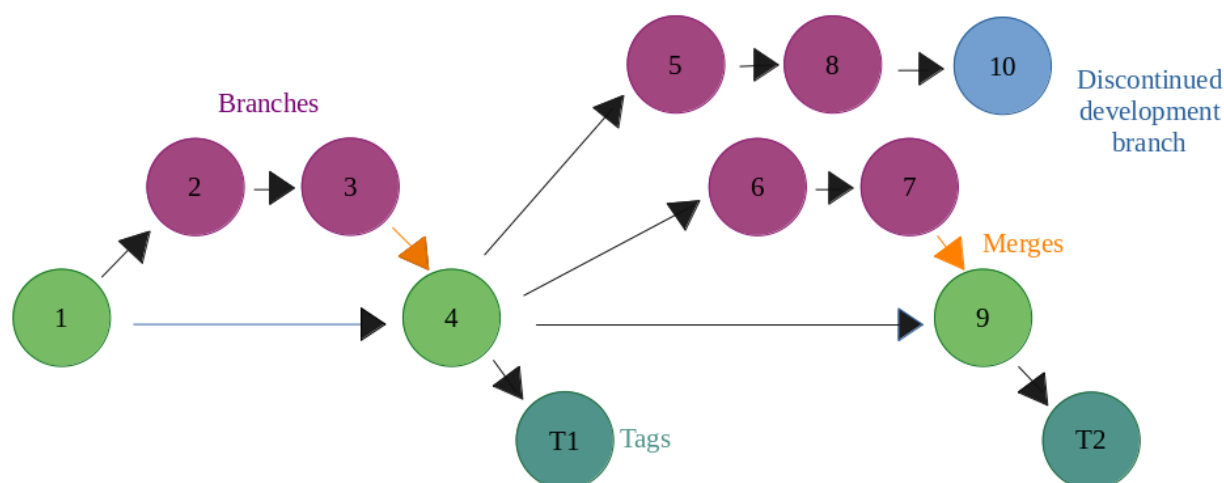 5
8
10
Discontinued
development
branch
Branches
2
3
6
7
Merges
1
4
9
T1
Tags
T2